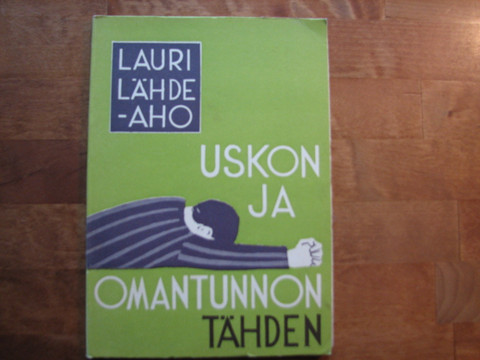 LAURI
LÄHDE
-AHO
USKON
JA
OMANTUNNON
TÄHDEN